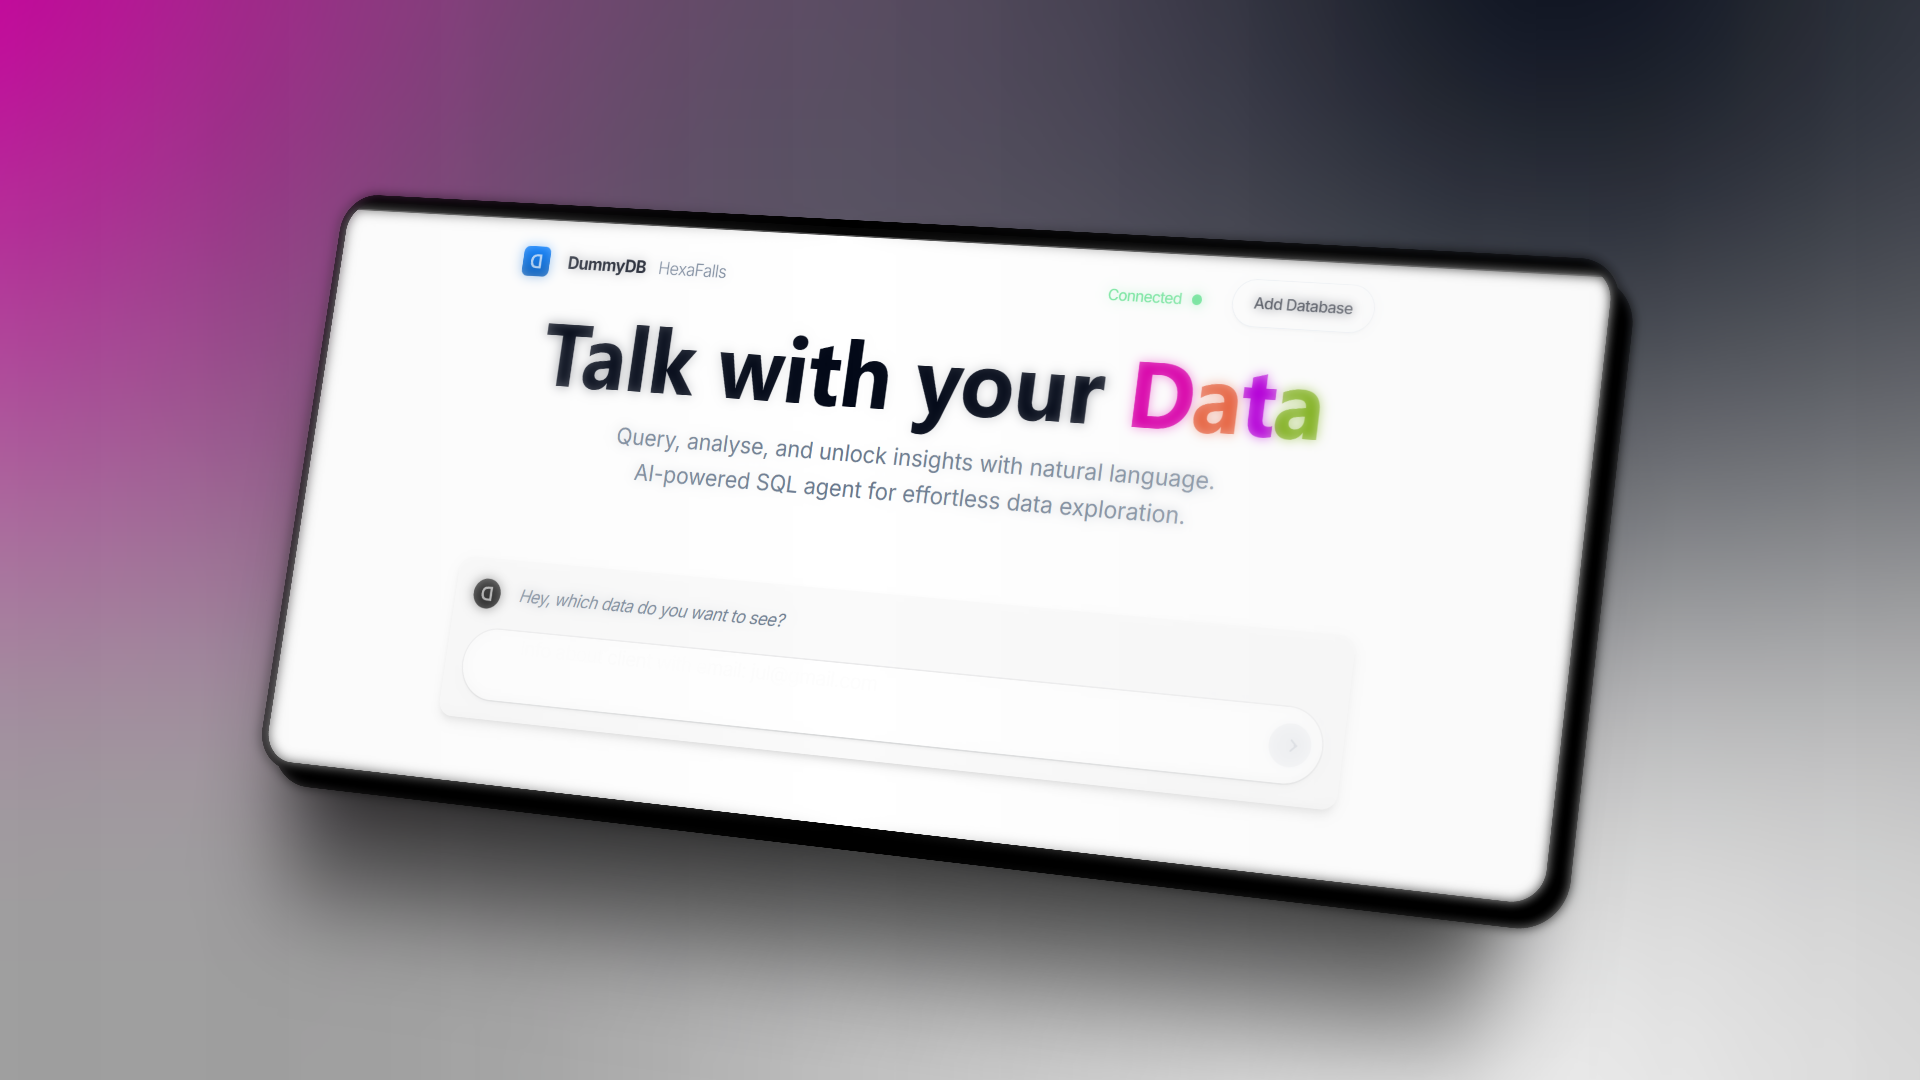 DummyDB HexaFalls
Connected
Add Database
Talk with your Data
Query, analyse, and unlock insights with natural language.
AI-powered SQL agent for effortless data exploration.
Hey, which data do you want to see?